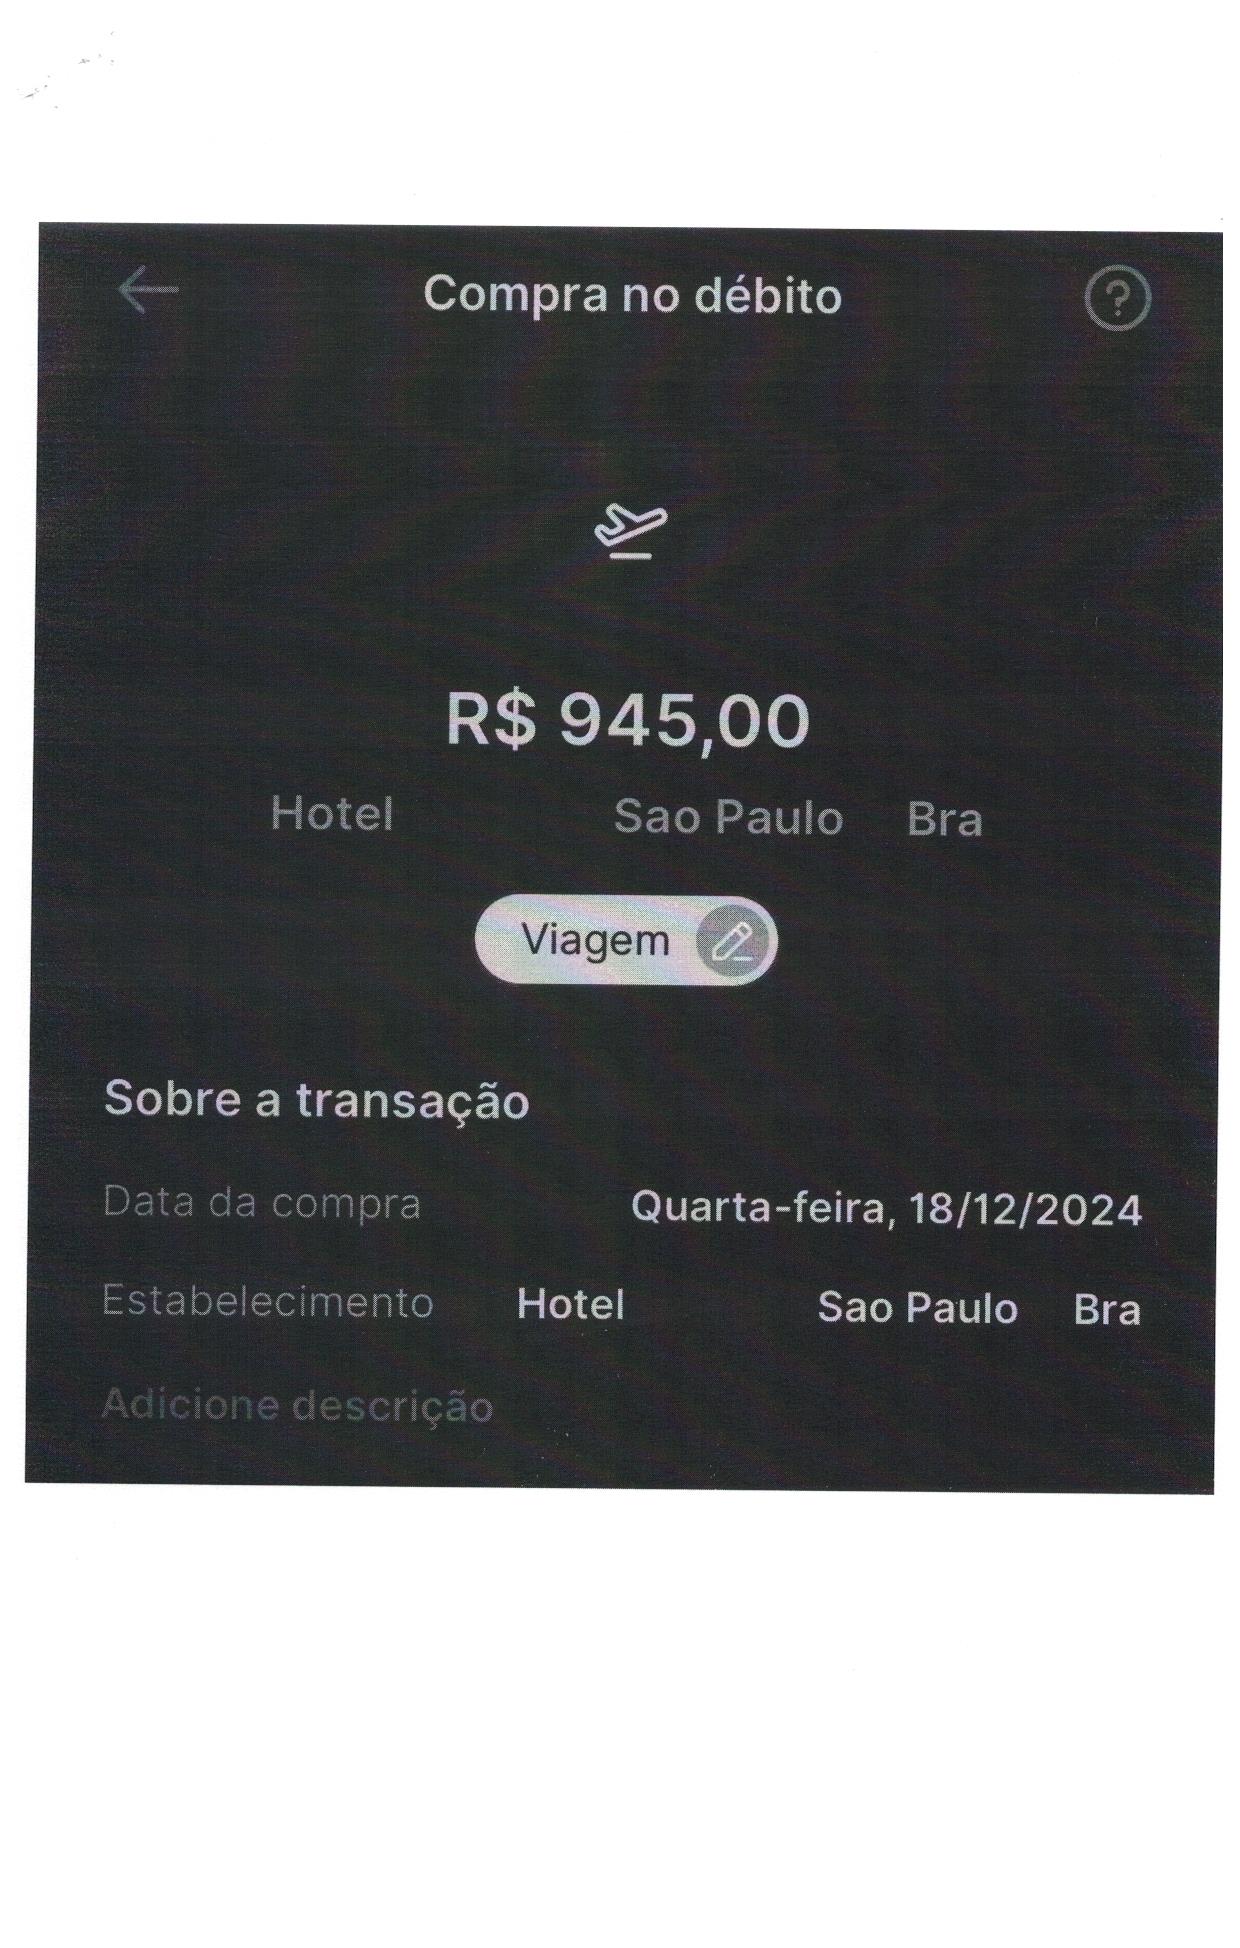 Compra no débito
R$ 945,00
Hotel Sao Paulo Bra
Viagem
Sobre a transação
Data da compra Quarta-feira, 18/12/2024
Estabelecimento Hotel Sao Paulo Bra
Adicione descrição